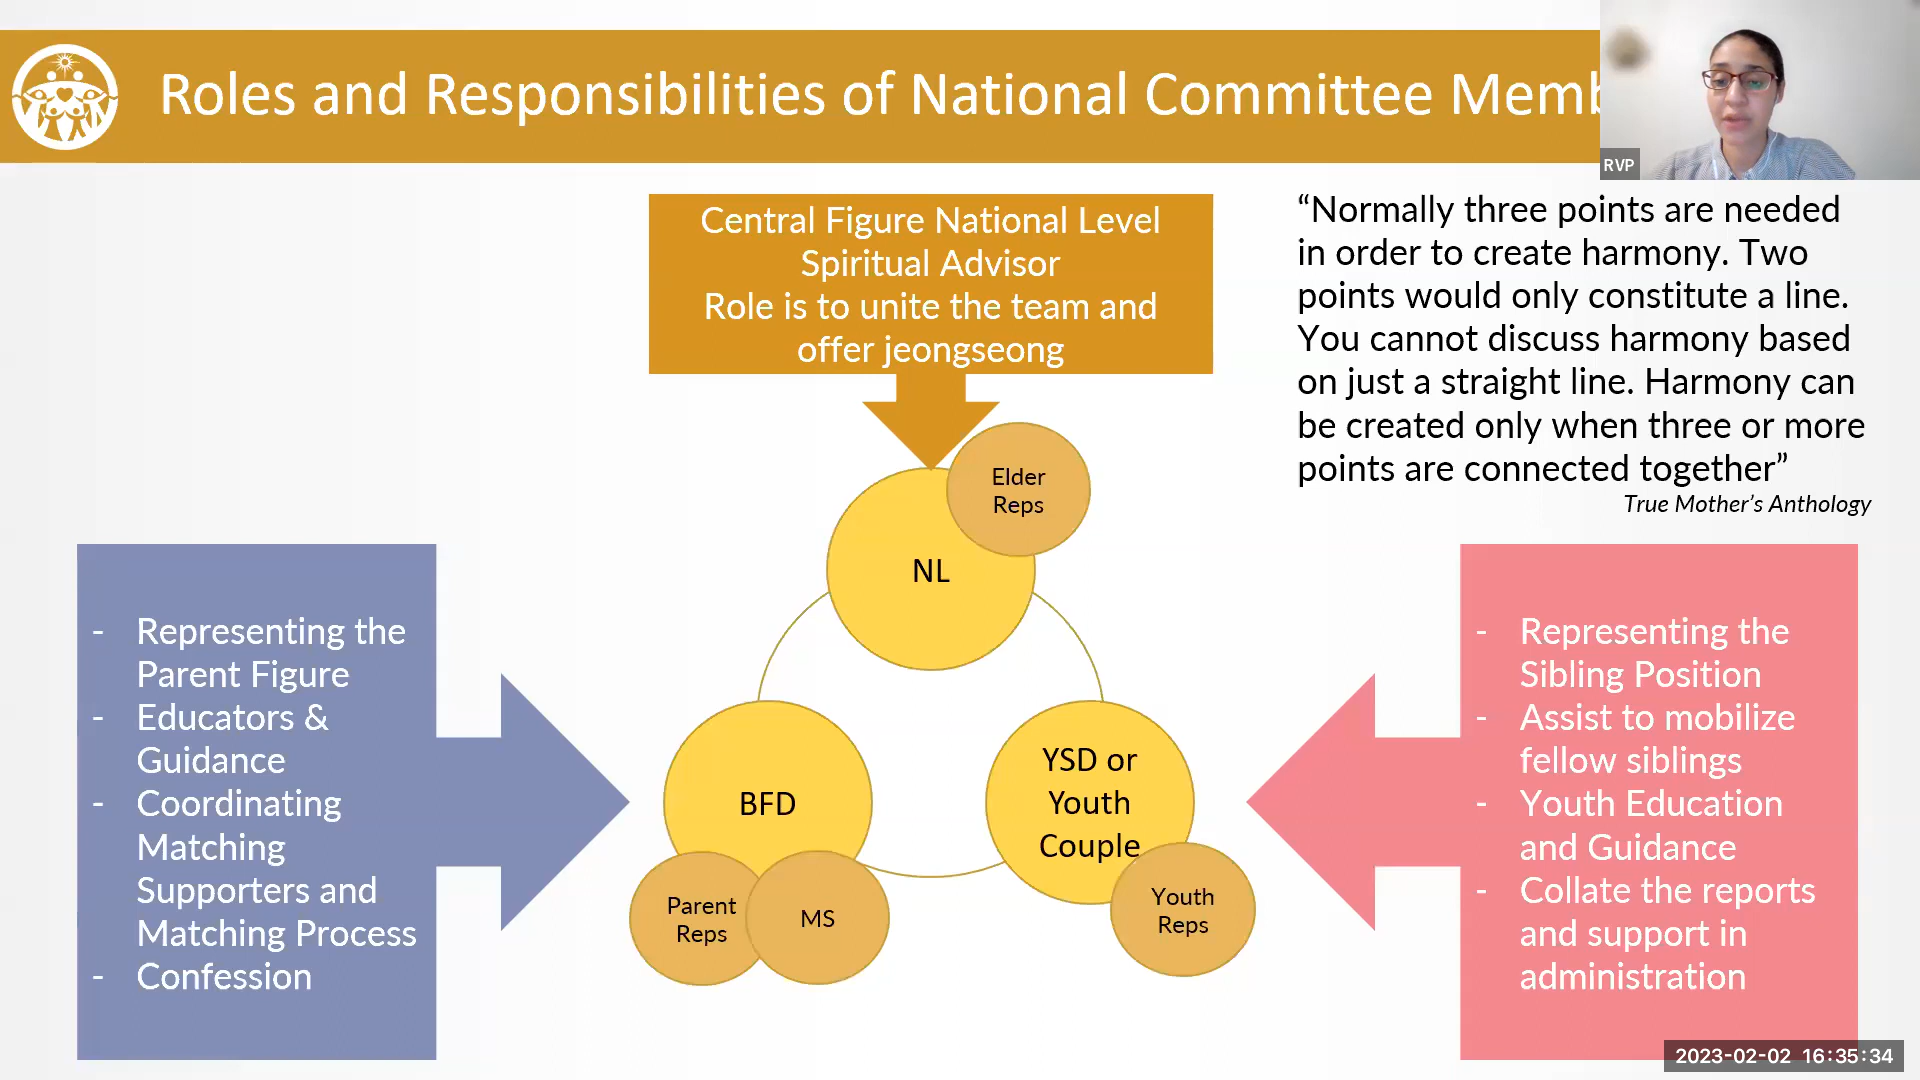 Roles and Responsibilities of National Committee Memb
RVP
Central Figure National Level
Spiritual Advisor
Role is to unite the team and
offer jeongseong
“Normally three points are needed
in order to create harmony. Two
points would only constitute a line.
You cannot discuss harmony based
on just a straight line. Harmony can
be created only when three or more
points are connected together”
True Mother’s Anthology
Elder
Reps
NL
- Representing the
Parent Figure
- Educators &
Guidance
- Coordinating
Matching
Supporters and
Matching Process
- Confession
BFD
Parent
Reps
MS
YSD or
Youth
Couple
Youth
Reps
- Representing the
Sibling Position
- Assist to mobilize
fellow siblings
- Youth Education
and Guidance
- Collate the reports
and support in
administration
2023-02-02 16:35:34